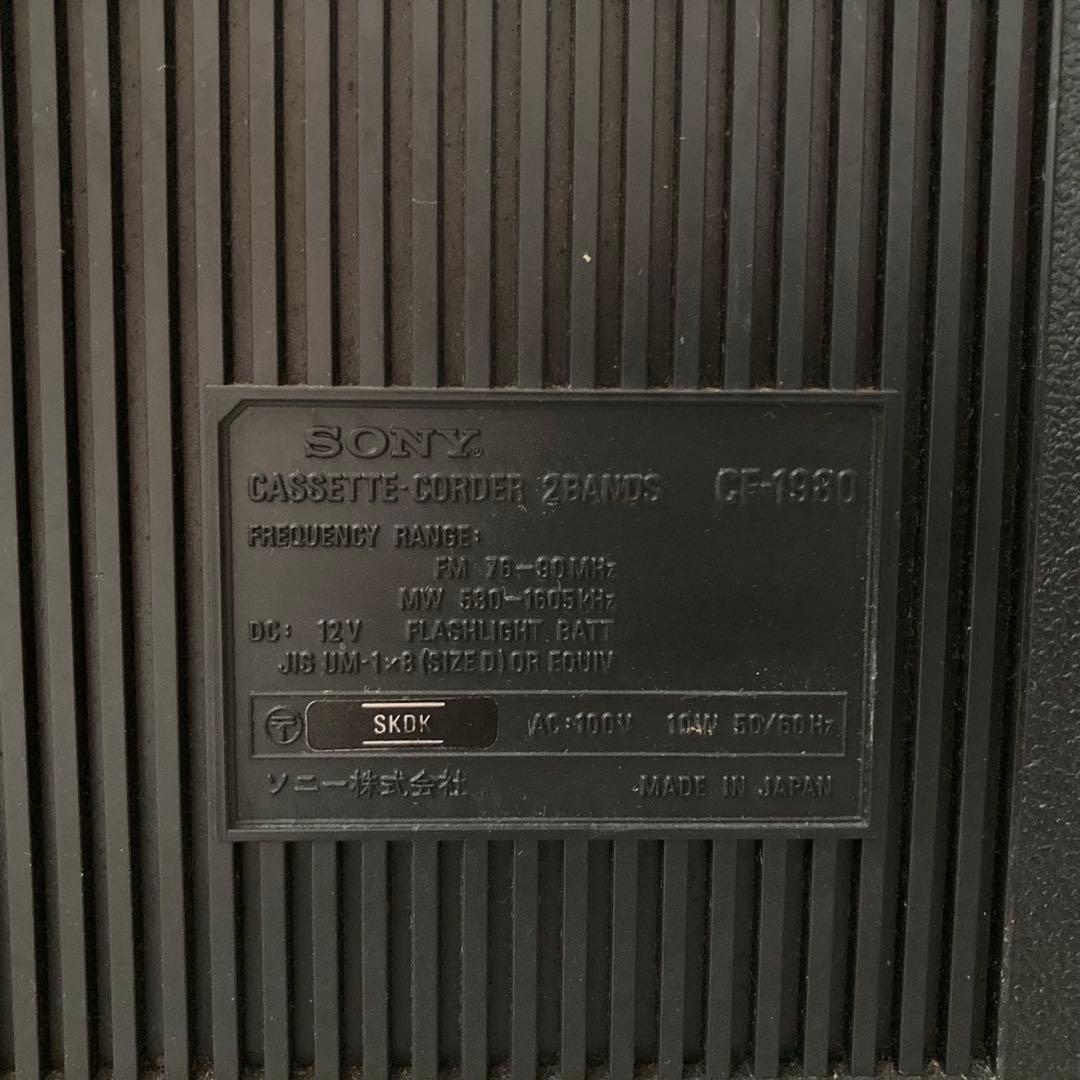 SONY
CASSETTE-CORDER 2BANDS CF-1980
FREQUENCY RANGE:
FM 76-90MHz
MW 530-1605kHz
DC: 12V FLASHLIGHT BATT
JIS UM-1×8 (SIZE D) OR EQUIV
〒 SKDK AC:100V 10W 50/60Hz
ソニー株式会社 MADE IN JAPAN